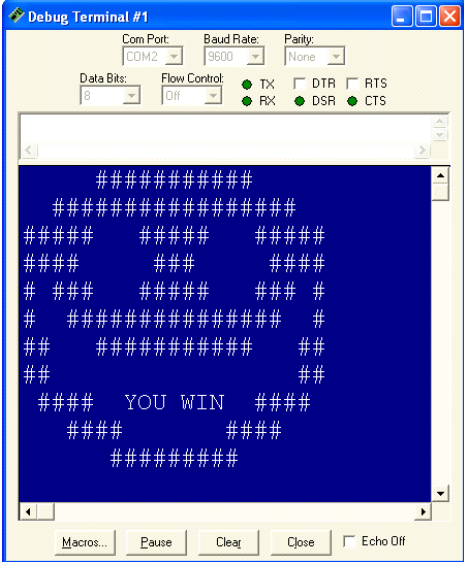 Debug Terminal #1
Com Port: Baud Rate: Parity:
COM2 9600 None
Data Bits: Flow Control: TX DTR RTS
8 Off RX DSR CTS
     ###########
  #################
#####   #####   #####
####     ###     ####
# ###   #####   ### #
#  ###############  #
##   ###########   ##
##                 ##
 ####  YOU WIN  ####
   ####       ####
      #########
Macros... Pause Clear Close Echo Off